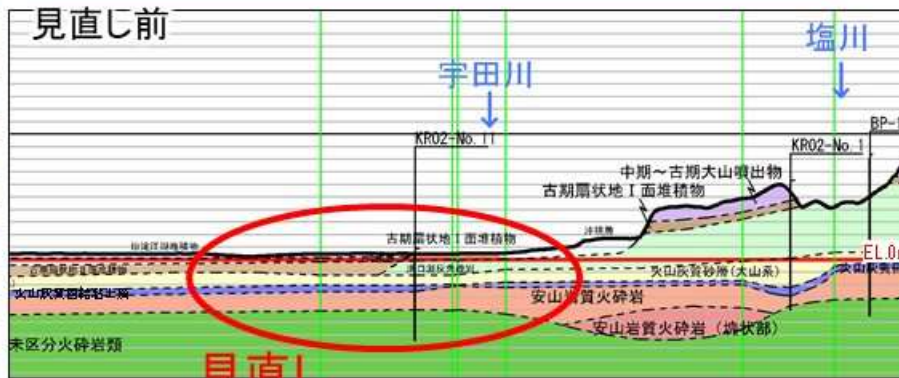 見直し前
宇田川
塩川
KR02-No.11
BP-1
KR02-No.1
中期～古期大山噴出物
古期扇状地Ⅰ面堆積物
沖積層
古期扇状地Ⅰ面堆積物
EL.0m
火山灰質砂層(大山系)
安山岩質火砕岩
安山岩質火砕岩(塊状部)
未区分火砕岩類
見直し